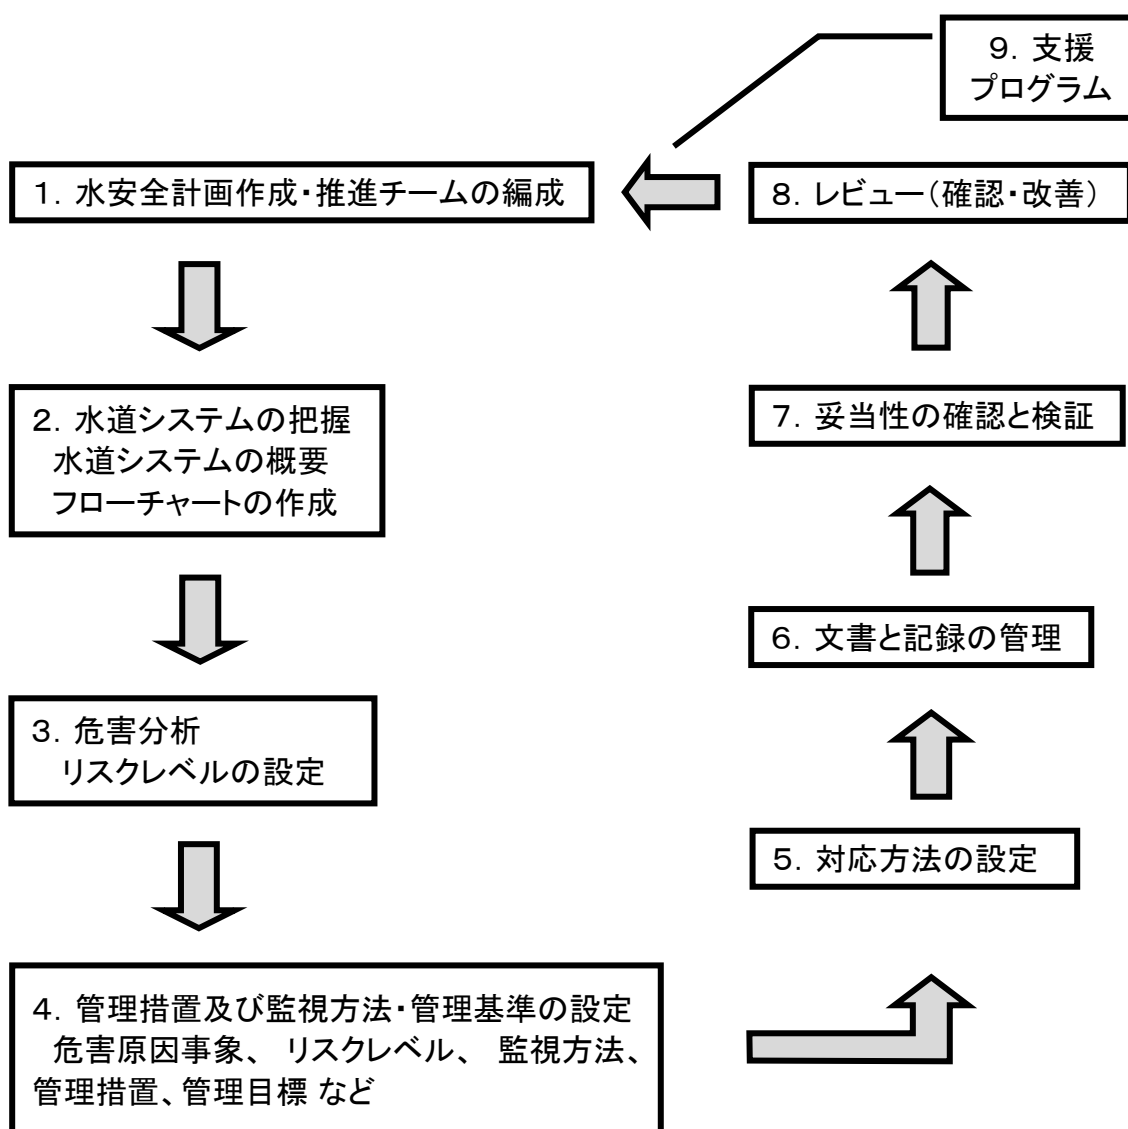 9．支援
プログラム
1．水安全計画作成・推進チームの編成
8．レビュー（確認・改善）
2．水道システムの把握
水道システムの概要
フローチャートの作成
7．妥当性の確認と検証
6．文書と記録の管理
3．危害分析
リスクレベルの設定
5．対応方法の設定
4．管理措置及び監視方法・管理基準の設定
危害原因事象、 リスクレベル、 監視方法、
管理措置、管理目標 など